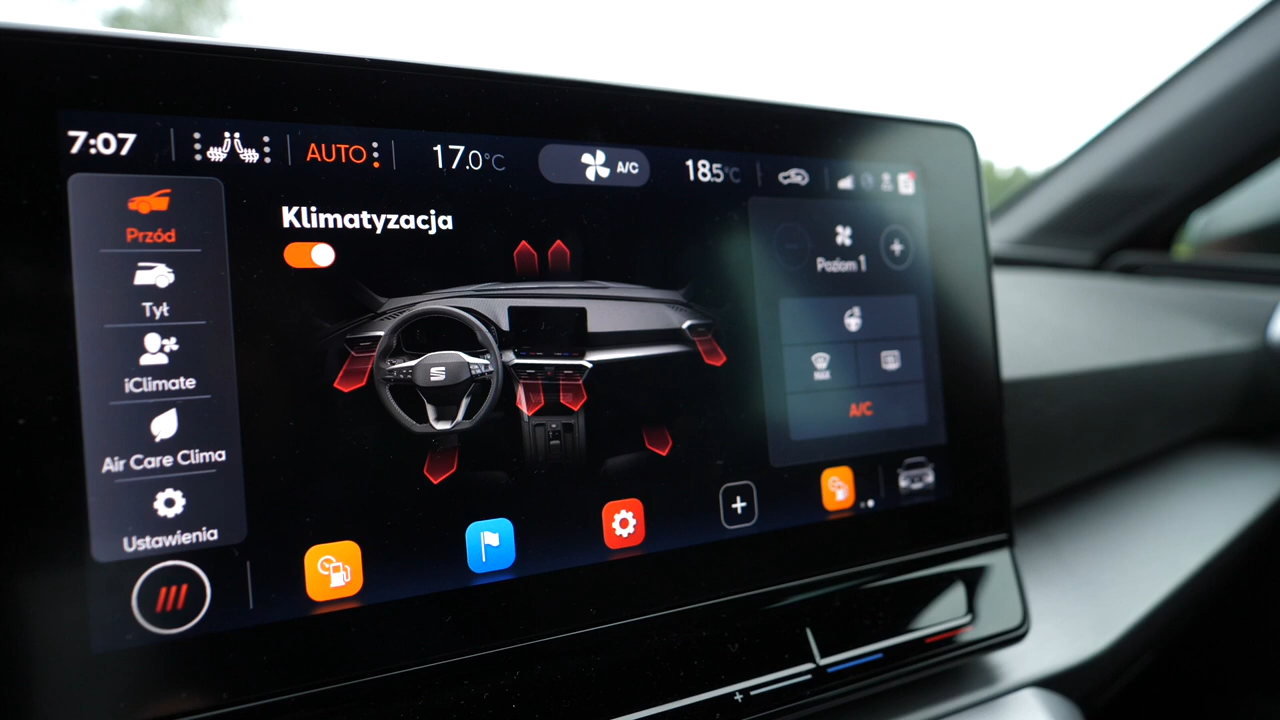 7:07
AUTO
17.0°C
A/C
18.5°C
Przód
Tył
iClimate
Air Care Clima
Ustawienia
Klimatyzacja
Poziom 1
MAX
A/C